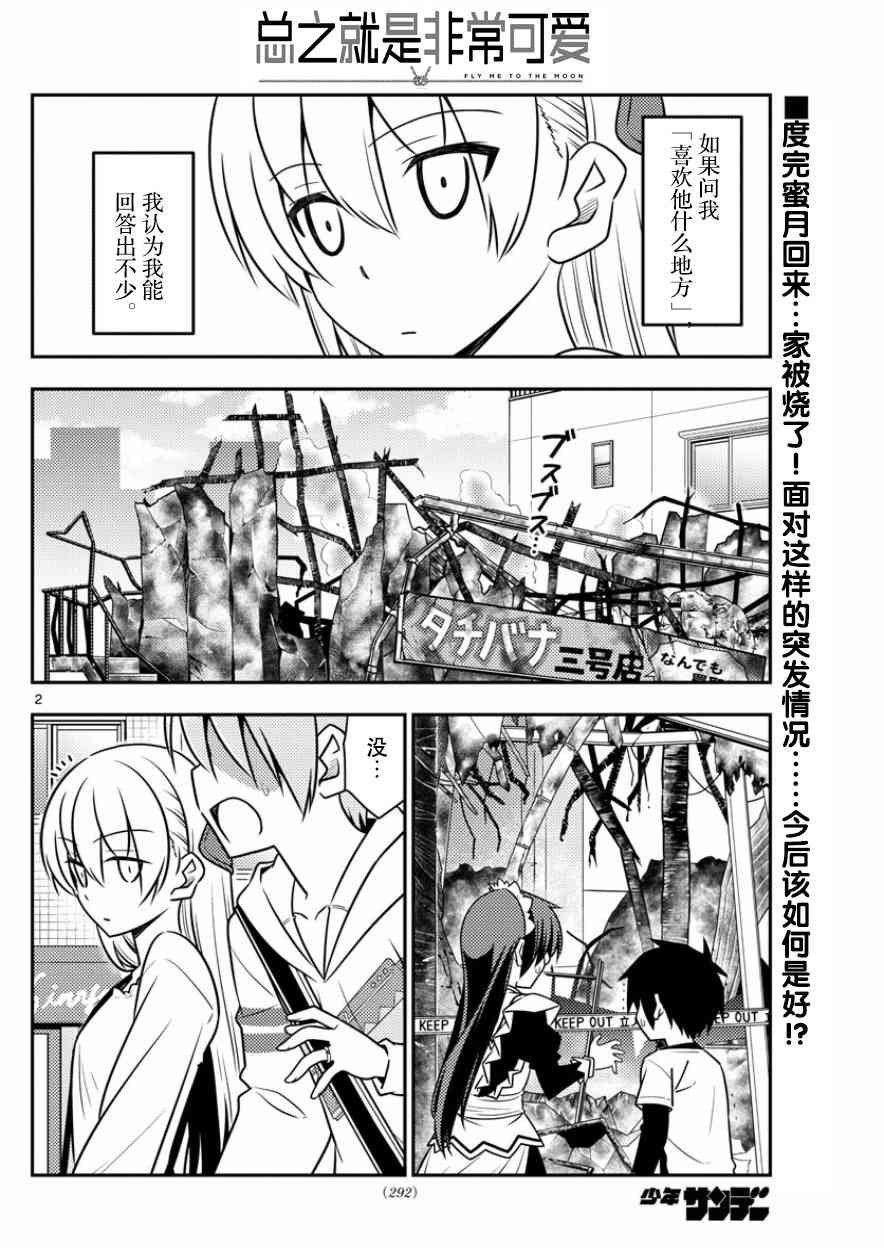 总之就是非常可爱
FLY ME TO THE MOON
■度完蜜月回来…家被烧了！面对这样的突发情况……今后该如何是好!?
如果问我
「喜欢他什么地方」，
我认为我能
回答出不少。
ブスブス…
タチバナ
三号店
なんでも
2
没…
KEEP
KEEP OUT 立
KEEP OUT
(292)
少年サンデー